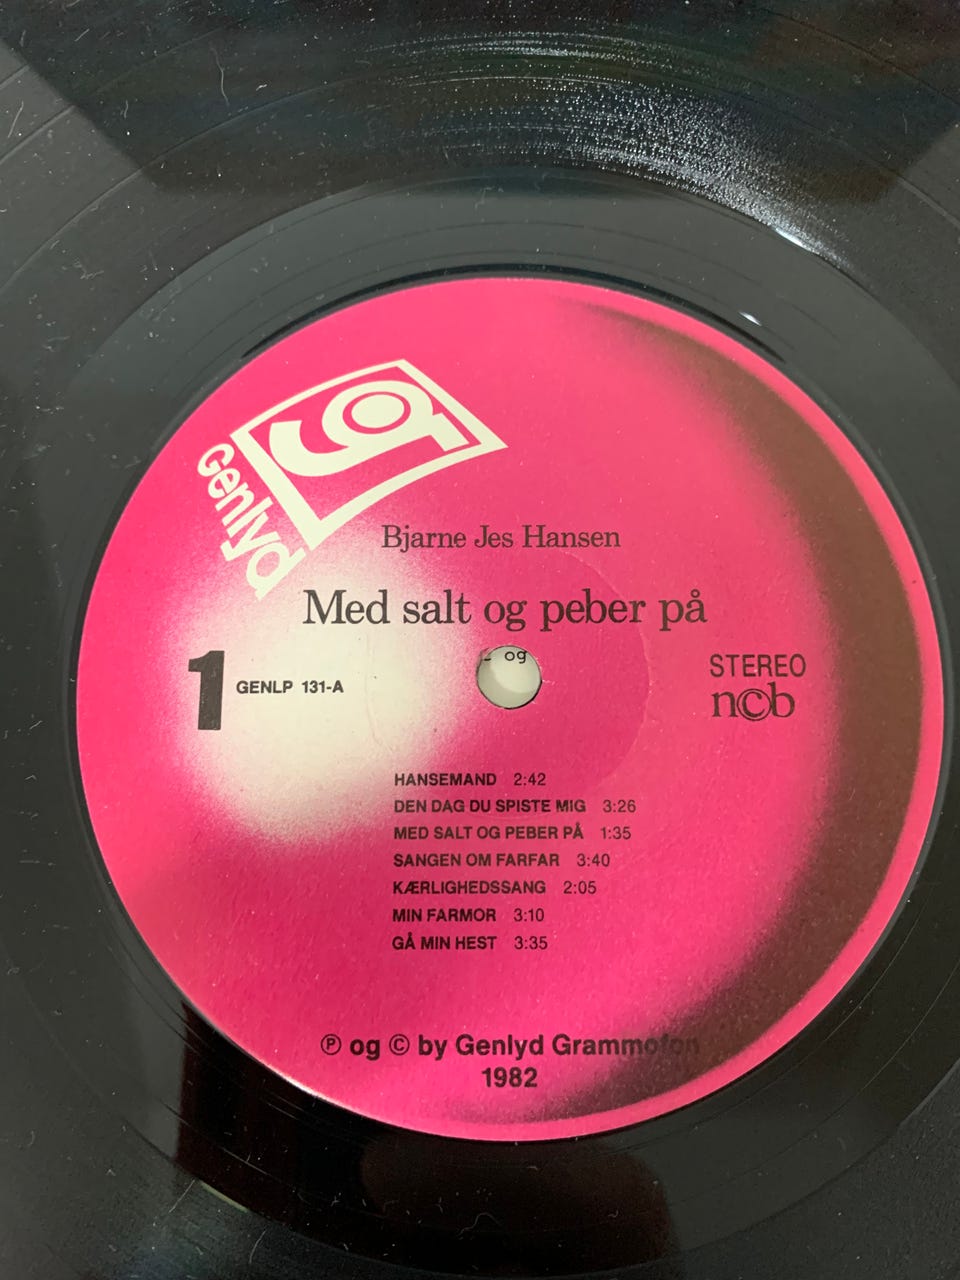 g
Genlyd
Bjarne Jes Hansen
Med salt og peber på
1 GENLP 131-A
og
STEREO
n©b
HANSEMAND 2:42
DEN DAG DU SPISTE MIG 3:26
MED SALT OG PEBER PÅ 1:35
SANGEN OM FARFAR 3:40
KÆRLIGHEDSSANG 2:05
MIN FARMOR 3:10
GÅ MIN HEST 3:35
℗ og © by Genlyd Grammofon
1982